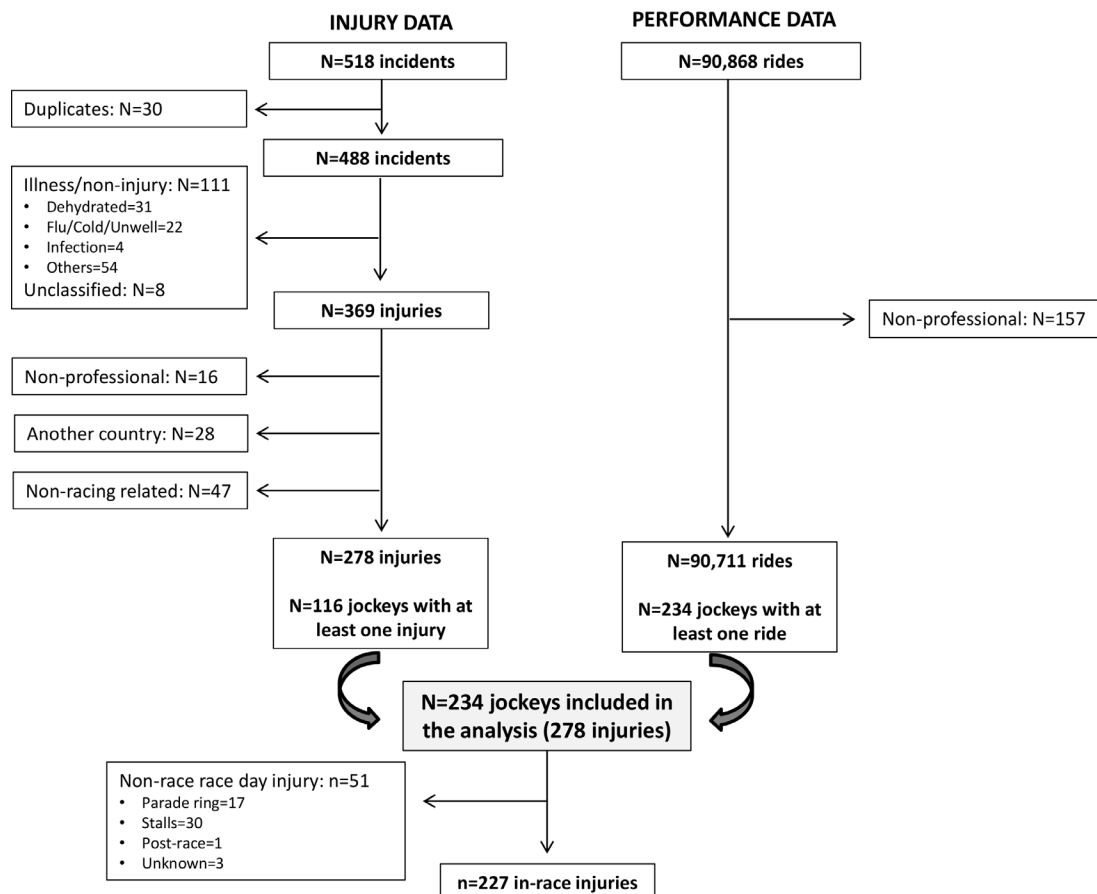 INJURY DATA
PERFORMANCE DATA
N=518 incidents
N=90,868 rides
Duplicates: N=30
N=488 incidents
Illness/non-injury: N=111
• Dehydrated=31
• Flu/Cold/Unwell=22
• Infection=4
• Others=54
Unclassified: N=8
N=369 injuries
Non-professional: N=157
Non-professional: N=16
Another country: N=28
Non-racing related: N=47
N=278 injuries
N=116 jockeys with at
least one injury
N=90,711 rides
N=234 jockeys with at
least one ride
N=234 jockeys included in
the analysis (278 injuries)
Non-race race day injury: n=51
• Parade ring=17
• Stalls=30
• Post-race=1
• Unknown=3
n=227 in-race injuries